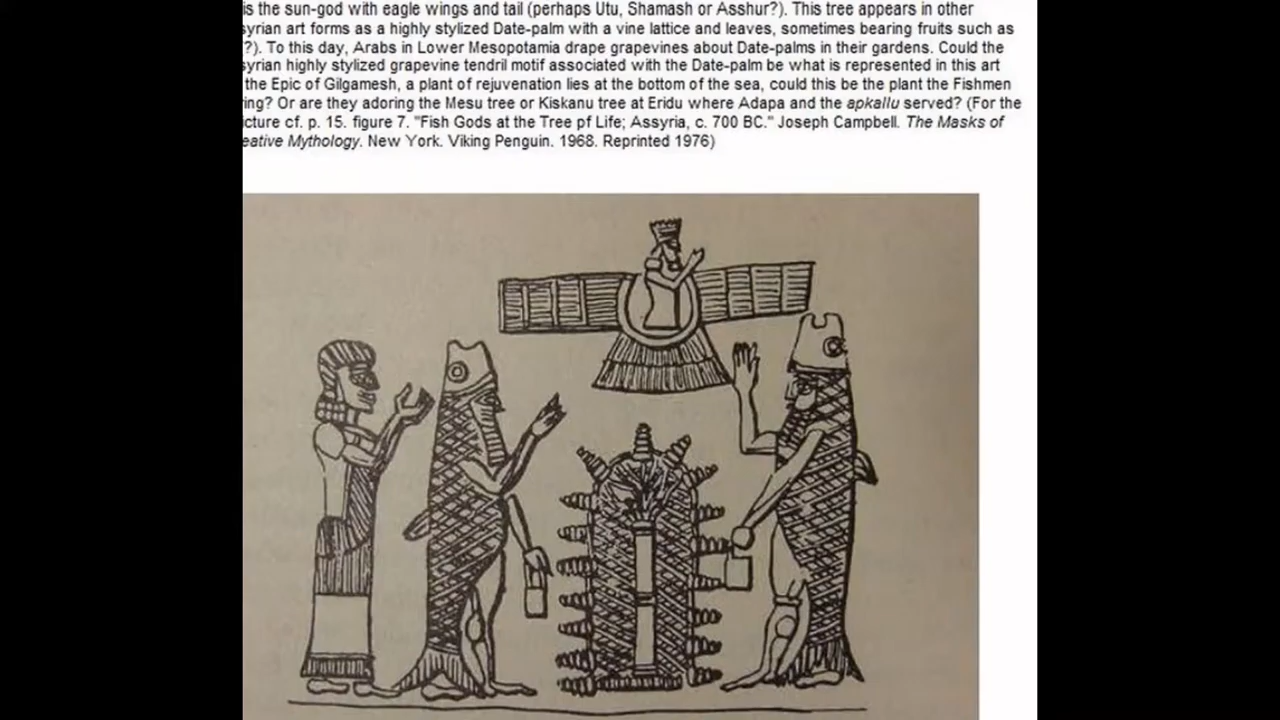 is the sun-god with eagle wings and tail (perhaps Utu, Shamash or Asshur?). This tree appears in other
syrian art forms as a highly stylized Date-palm with a vine lattice and leaves, sometimes bearing fruits such as
?). To this day, Arabs in Lower Mesopotamia drape grapevines about Date-palms in their gardens. Could the
syrian highly stylized grapevine tendril motif associated with the Date-palm be what is represented in this art
the Epic of Gilgamesh, a plant of rejuvenation lies at the bottom of the sea, could this be the plant the Fishmen
ring? Or are they adoring the Mesu tree or Kiskanu tree at Eridu where Adapa and the apkallu served? (For the
icture cf. p. 15. figure 7. "Fish Gods at the Tree pf Life; Assyria, c. 700 BC." Joseph Campbell. The Masks of
eative Mythology. New York. Viking Penguin. 1968. Reprinted 1976)